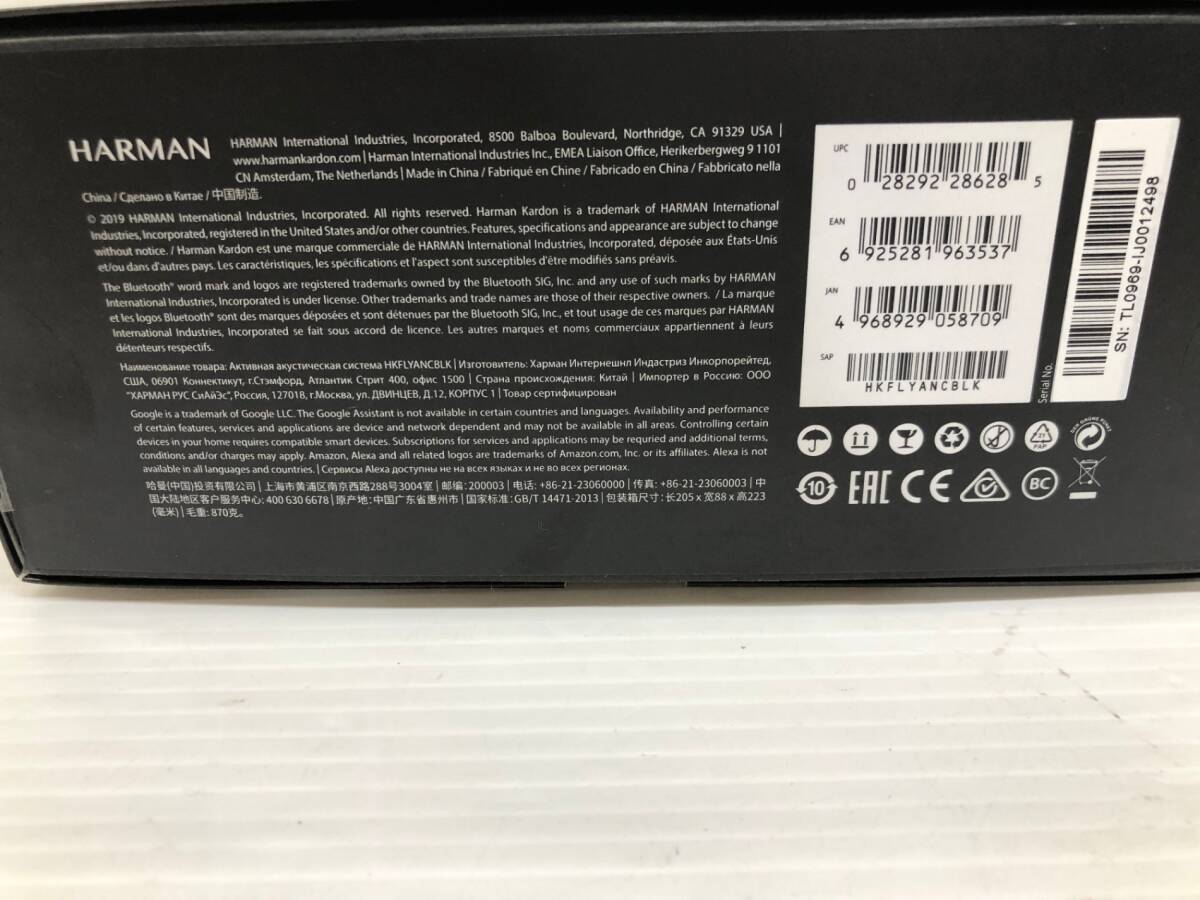 HARMAN
HARMAN International Industries, Incorporated, 8500 Balboa Boulevard, Northridge, CA 91329 USA |
www.harmankardon.com | Harman International Industries Inc., EMEA Liaison Office, Herikerbergweg 9 1101
CN Amsterdam, The Netherlands | Made in China / Fabriqué en Chine / Fabricado en China / Fabbricato nella
China / Сделано в Китае / 中国制造.
© 2019 HARMAN International Industries, Incorporated. All rights reserved. Harman Kardon is a trademark of HARMAN International
Industries, Incorporated, registered in the United States and/or other countries. Features, specifications and appearance are subject to change
without notice. / Harman Kardon est une marque commerciale de HARMAN International Industries, Incorporated, déposée aux États-Unis
et/ou dans d'autres pays. Les caractéristiques, les spécifications et l'aspect sont susceptibles d'être modifiés sans préavis.
The Bluetooth® word mark and logos are registered trademarks owned by the Bluetooth SIG, Inc. and any use of such marks by HARMAN
International Industries, Incorporated is under license. Other trademarks and trade names are those of their respective owners. / La marque
et les logos Bluetooth® sont des marques déposées et sont détenues par the Bluetooth SIG, Inc., et tout usage de ces marques par HARMAN
International Industries, Incorporated se fait sous accord de licence. Les autres marques et noms commerciaux appartiennent à leurs
détenteurs respectifs.
Наименование товара: Активная акустическая система HKFLYANCBLK | Изготовитель: Харман Интернешнл Индастриз Инкорпорейтед,
США, 06901 Коннектикут, г.Стэмфорд, Атлантик Стрит 400, офис 1500 | Страна происхождения: Китай | Импортер в Россию: ООО
"ХАРМАН РУС СиАйЭс", Россия, 127018, г.Москва, ул. ДВИНЦЕВ, Д.12, КОРПУС 1 | Товар сертифицирован
Google is a trademark of Google LLC. The Google Assistant is not available in certain countries and languages. Availability and performance
of certain features, services and applications are device and network dependent and may not be available in all areas. Controlling certain
devices in your home requires compatible smart devices. Subscriptions for services and applications may be requried and additional terms,
conditions and/or charges may apply. Amazon, Alexa and all related logos are trademarks of Amazon.com, Inc. or its affiliates. Alexa is not
available in all languages and countries. | Сервисы Alexa доступны не на всех языках и не во всех регионах.
哈曼(中国)投资有限公司 | 上海市黄浦区南京西路288号3004室 | 邮编: 200003 | 电话: +86-21-23060000 | 传真: +86-21-23060003 | 中
国大陆地区客户服务中心: 400 630 6678 | 原产地: 中国广东省惠州市 | 国家标准: GB/T 14471-2013 | 包装箱尺寸: 长205 x 宽88 x 高223
(毫米) | 毛重: 870克。
UPC
0 28292 28628 5
EAN
6 925281 963537
JAN
4 968929 058709
SAP
HKFLYANCBLK
Serial No.
SN: TL0969-IJ0012498
21
PAP
DER GRÜNE PUNKT
10
EAC
CE
BC